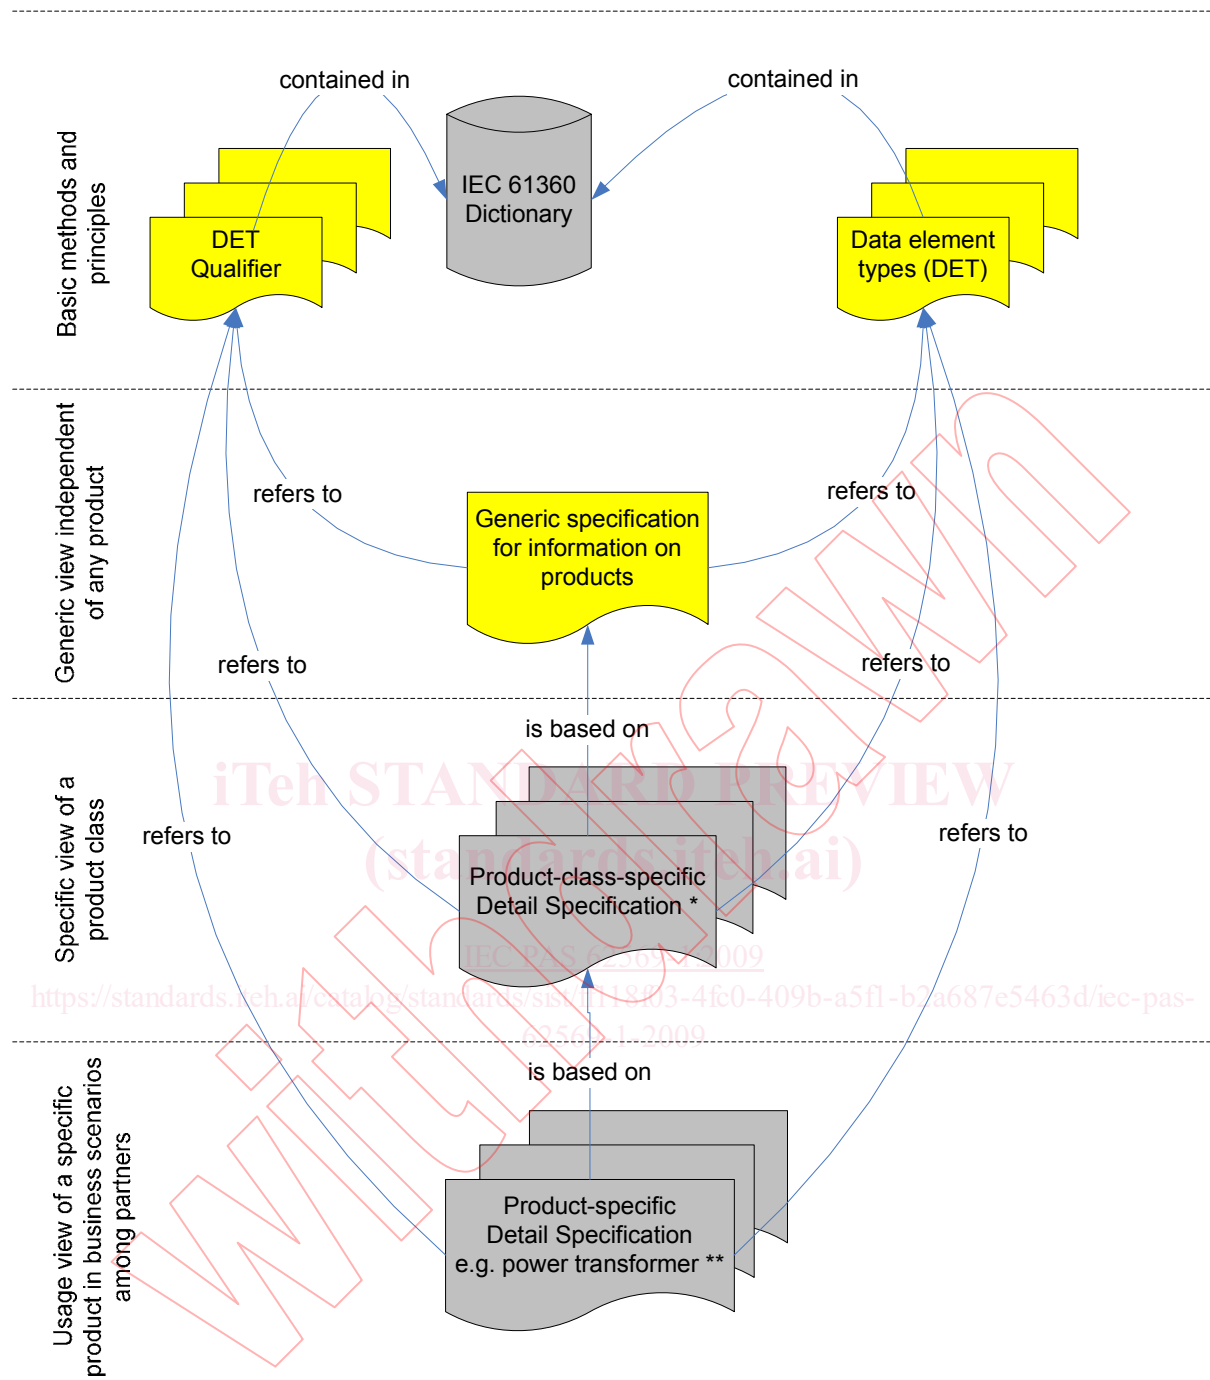 contained in
contained in
Basic methods and
principles
IEC 61360
Dictionary
DET
Qualifier
Data element
types (DET)
Generic view independent
of any product
refers to
refers to
Generic specification
for information on
products
refers to
refers to
is based on
iTeh STANDARD PREVIEW
(standards.iteh.ai)
Specific view of a
product class
refers to
refers to
Product-class-specific
Detail Specification *
IEC PAS 62569-1:2009
https://standards.iteh.ai/catalog/standards/sist/
-4fc0-409b-a5f1-b2a687e5463d/iec-pas-
62569-1-2009
is based on
Usage view of a specific
product in business scenarios
among partners
Product-specific
Detail Specification
e.g. power transformer **
withdrawn